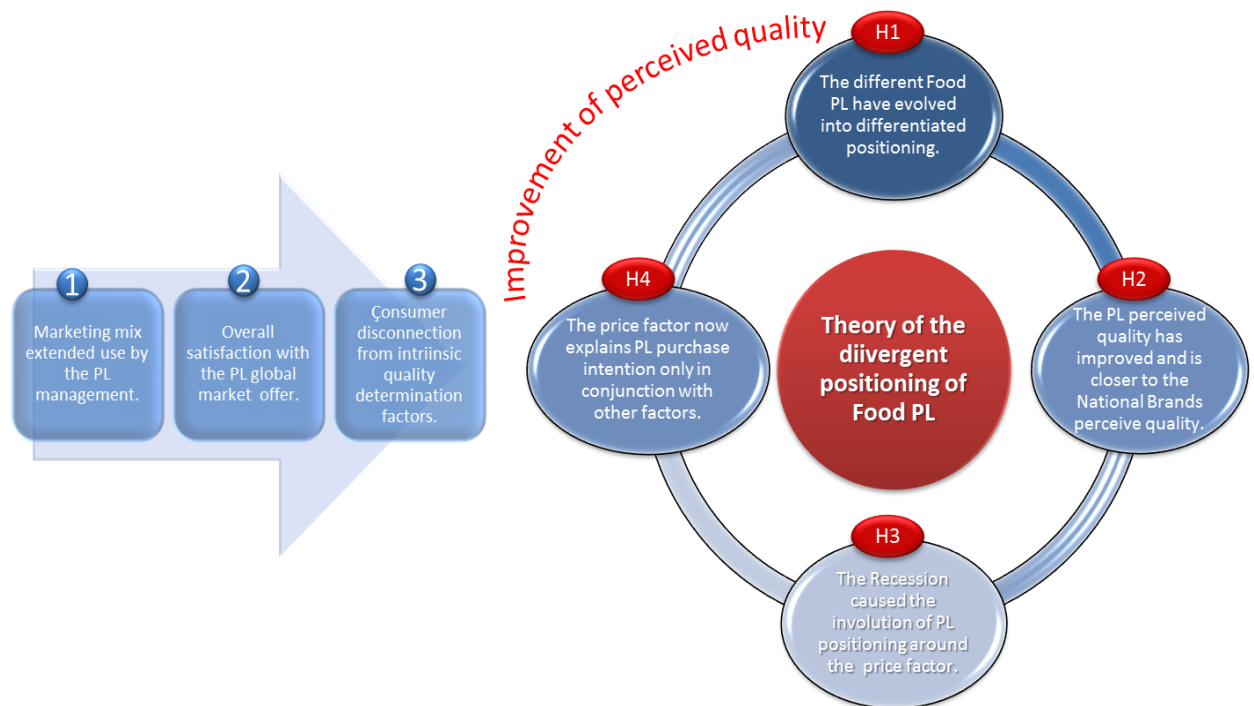 1
Marketing mix
extended use by
the PL
management.
2
Overall
satisfaction with
the PL global
market offer.
3
Çonsumer
disconnection
from intriinsic
quality
determination
factors.
Improvement of perceived quality
H1
The different Food
PL have evolved
into differentiated
positioning.
H2
The PL perceived
quality has
improved and is
closer to the
National Brands
perceive quality.
H3
The Recession
caused the
involution of PL
positioning around
the price factor.
H4
The price factor now
explains PL purchase
intention only in
conjunction with
other factors.
Theory of the
diivergent
positioning of
Food PL